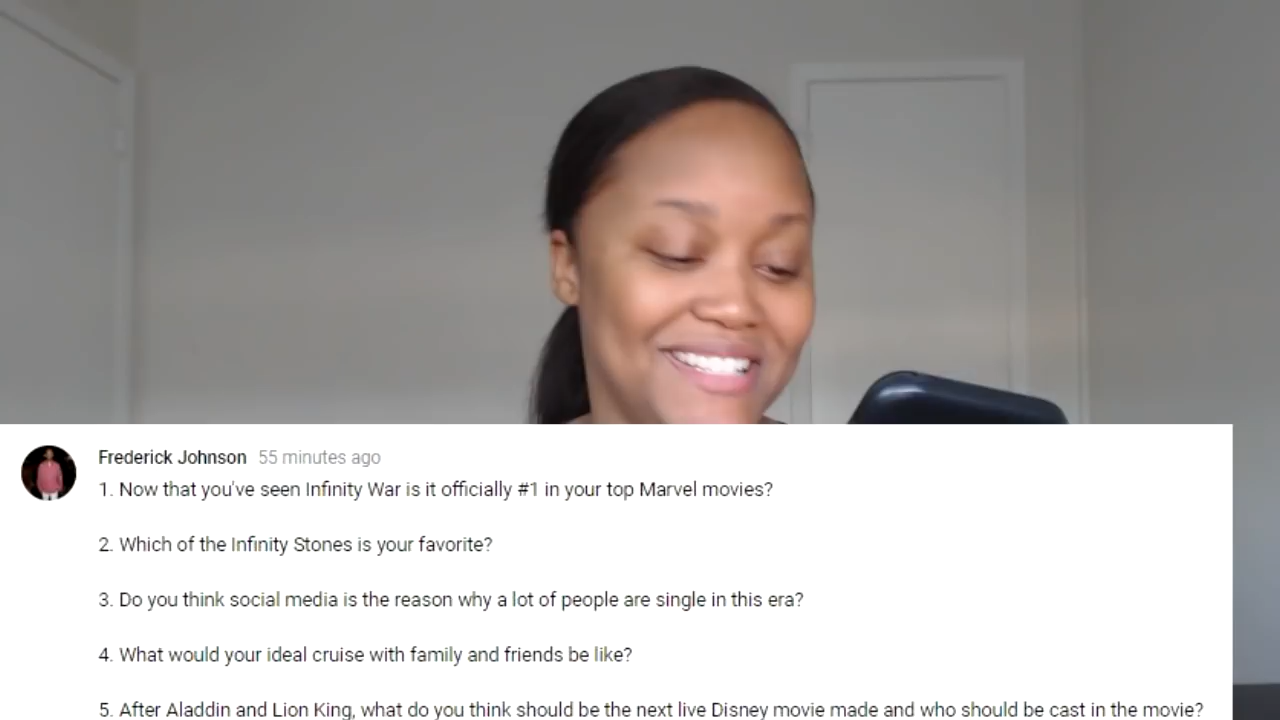 Frederick Johnson 55 minutes ago
1. Now that you've seen Infinity War is it officially #1 in your top Marvel movies?
2. Which of the Infinity Stones is your favorite?
3. Do you think social media is the reason why a lot of people are single in this era?
4. What would your ideal cruise with family and friends be like?
5. After Aladdin and Lion King, what do you think should be the next live Disney movie made and who should be cast in the movie?